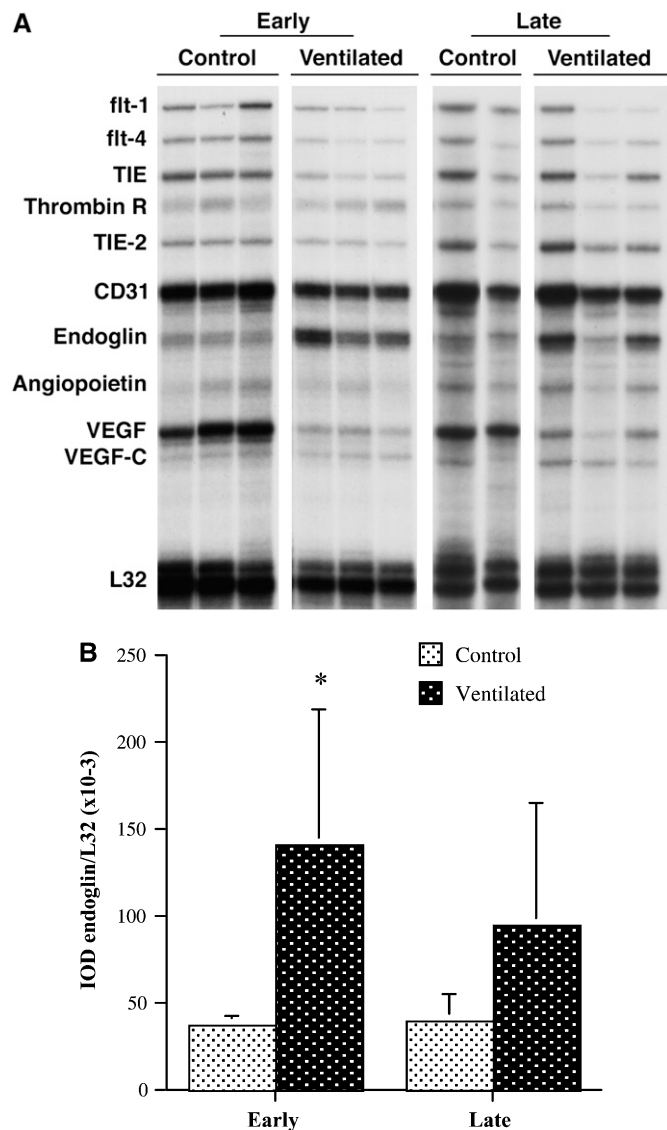 A
Early
Late
Control
Ventilated
Control
Ventilated
flt-1
flt-4
TIE
Thrombin R
TIE-2
CD31
Endoglin
Angiopoietin
VEGF
VEGF-C
L32
B
250
200
150
100
50
0
IOD endoglin/L32 (x10-3)
*
Control
Ventilated
Early
Late